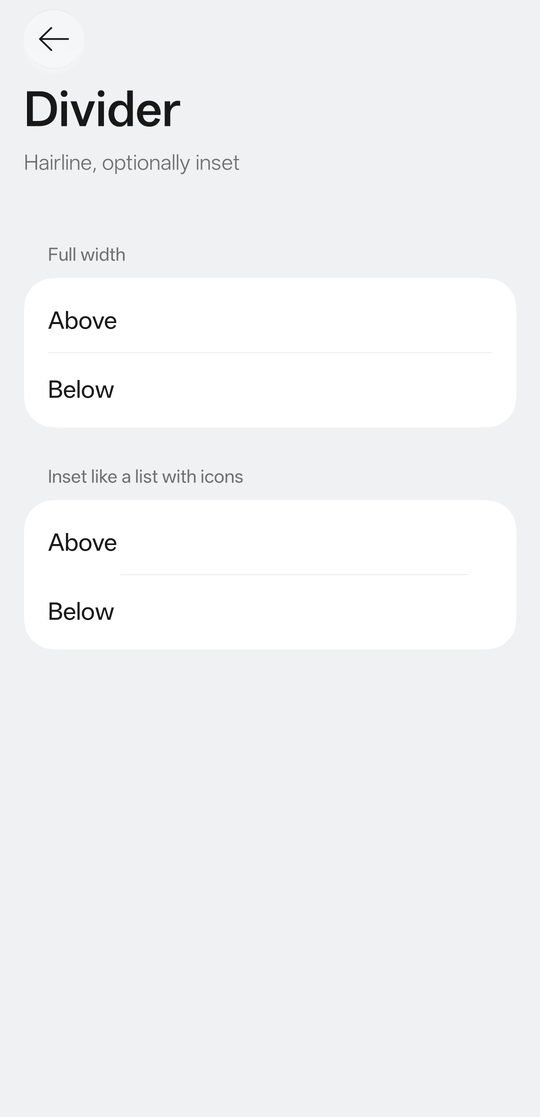 Divider
Hairline, optionally inset
Full width
Above
Below
Inset like a list with icons
Above
Below